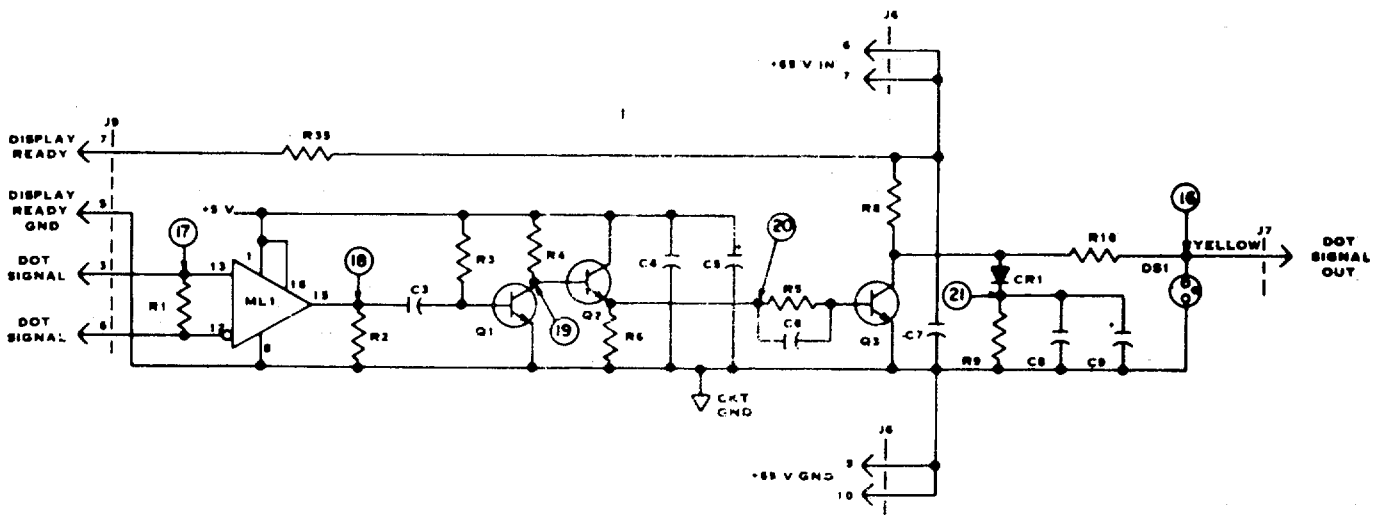 J4
6
+65 V IN
7
J9
DISPLAY READY
7
R35
DISPLAY READY GND
5
+5 V
R8
16
17
20
YELLOW
J7
DOT SIGNAL
3
13
1
R3
R4
C4
C5
R16
DOT SIGNAL OUT
18
DS1
ML1
16
15
C3
R5
CR1
R1
21
DOT SIGNAL
6
12
8
R2
Q1
19
Q2
R6
C6
Q3
C7
R9
C8
C9
CKT GND
J6
9
+65 V GND
10